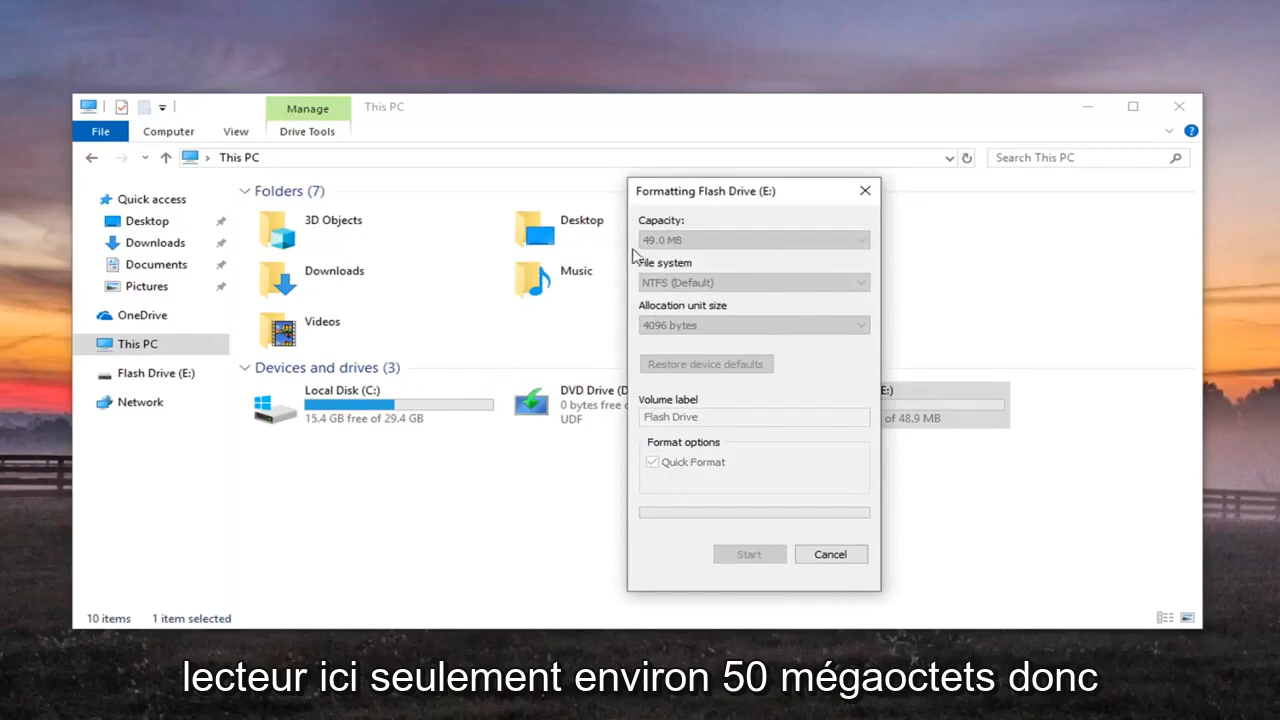 Manage
This PC
File
Computer
View
Drive Tools
This PC
Search This PC
Quick access
Desktop
Downloads
Documents
Pictures
OneDrive
This PC
Flash Drive (E:)
Network
Folders (7)
3D Objects
Desktop
Downloads
Music
Videos
Devices and drives (3)
Local Disk (C:)
15.4 GB free of 29.4 GB
DVD Drive (D
0 bytes free
UDF
E:)
of 48.9 MB
Formatting Flash Drive (E:)
Capacity:
49.0 MB
File system
NTFS (Default)
Allocation unit size
4096 bytes
Restore device defaults
Volume label
Flash Drive
Format options
Quick Format
Start
Cancel
10 items
1 item selected
lecteur ici seulement environ 50 mégaoctets donc